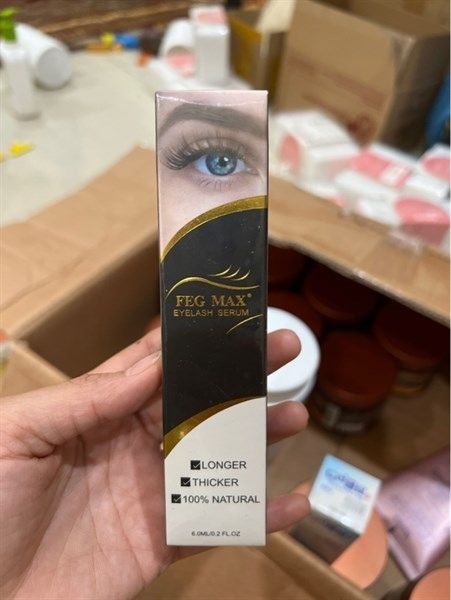 FEG MAX®
EYELASH SERUM
LONGER
THICKER
100% NATURAL
6.0ML/0.2 FL.OZ